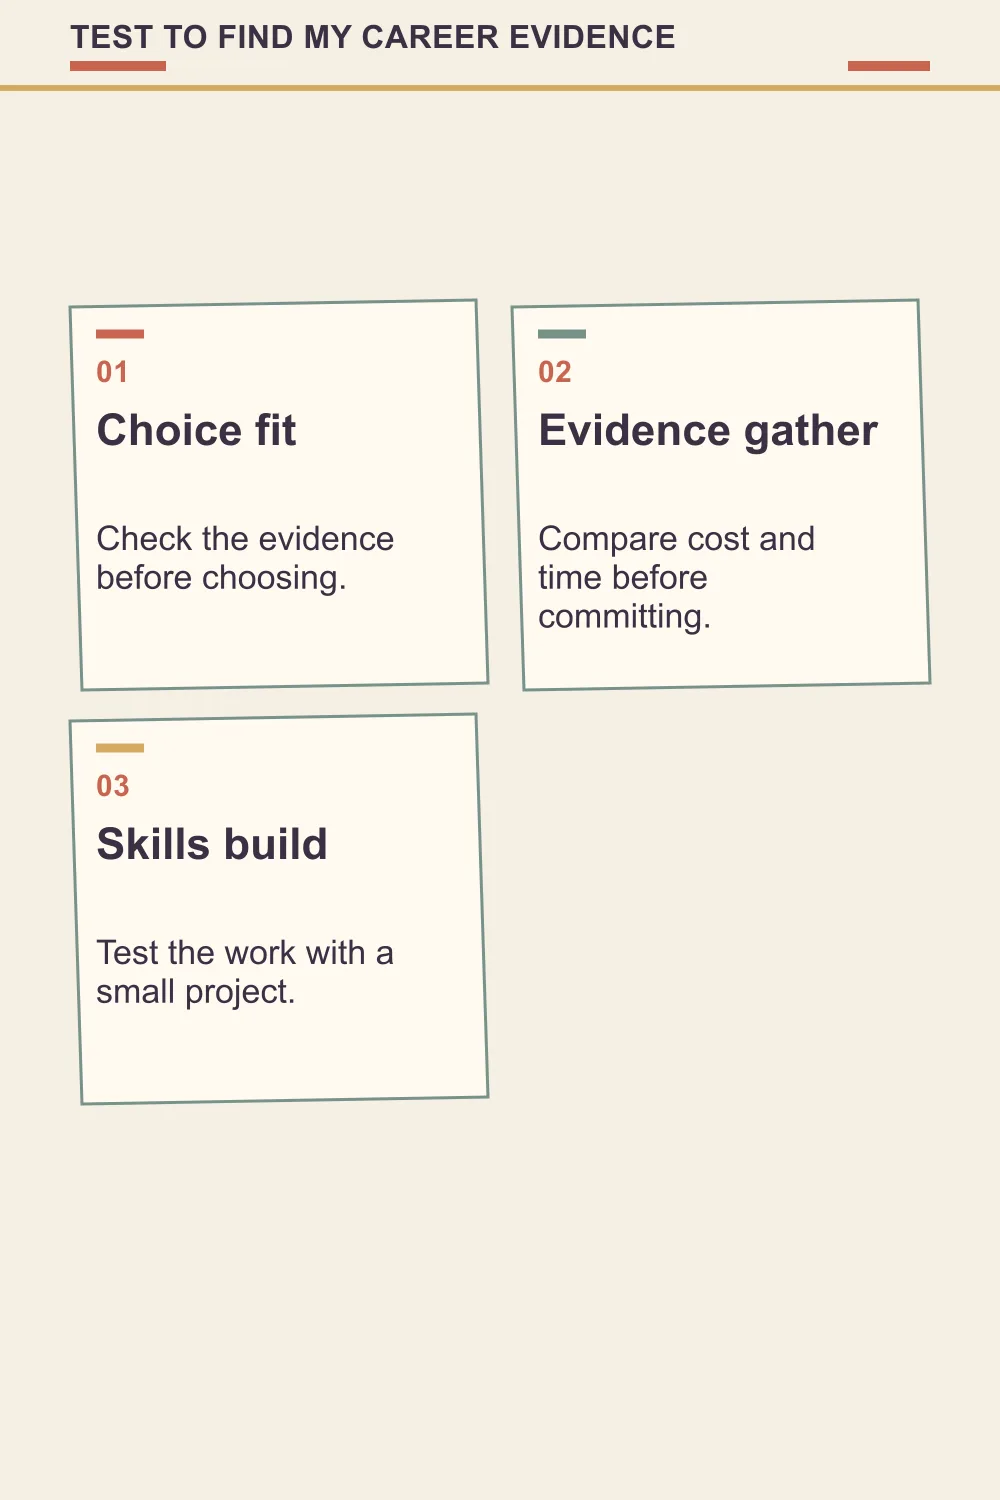 TEST TO FIND MY CAREER EVIDENCE
01
Choice fit
Check the evidence
before choosing.
02
Evidence gather
Compare cost and
time before
committing.
03
Skills build
Test the work with a
small project.